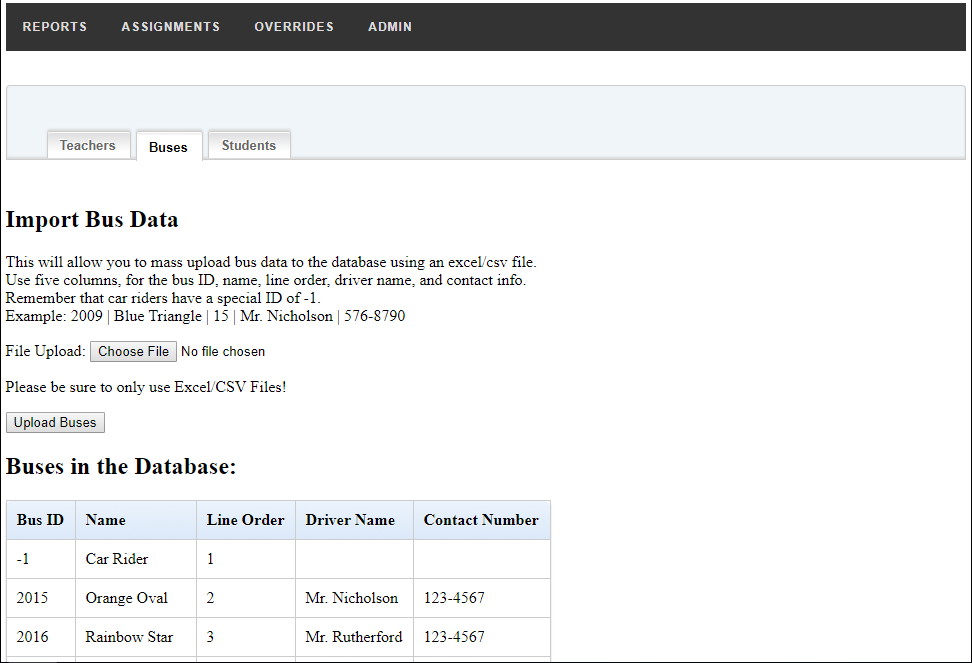 REPORTS ASSIGNMENTS OVERRIDES ADMIN
Teachers Buses Students
Import Bus Data
This will allow you to mass upload bus data to the database using an excel/csv file.
Use five columns, for the bus ID, name, line order, driver name, and contact info.
Remember that car riders have a special ID of -1.
Example: 2009 | Blue Triangle | 15 | Mr. Nicholson | 576-8790
File Upload: Choose File No file chosen
Please be sure to only use Excel/CSV Files!
Upload Buses
Buses in the Database:
Bus ID Name Line Order Driver Name Contact Number
-1 Car Rider 1
2015 Orange Oval 2 Mr. Nicholson 123-4567
2016 Rainbow Star 3 Mr. Rutherford 123-4567